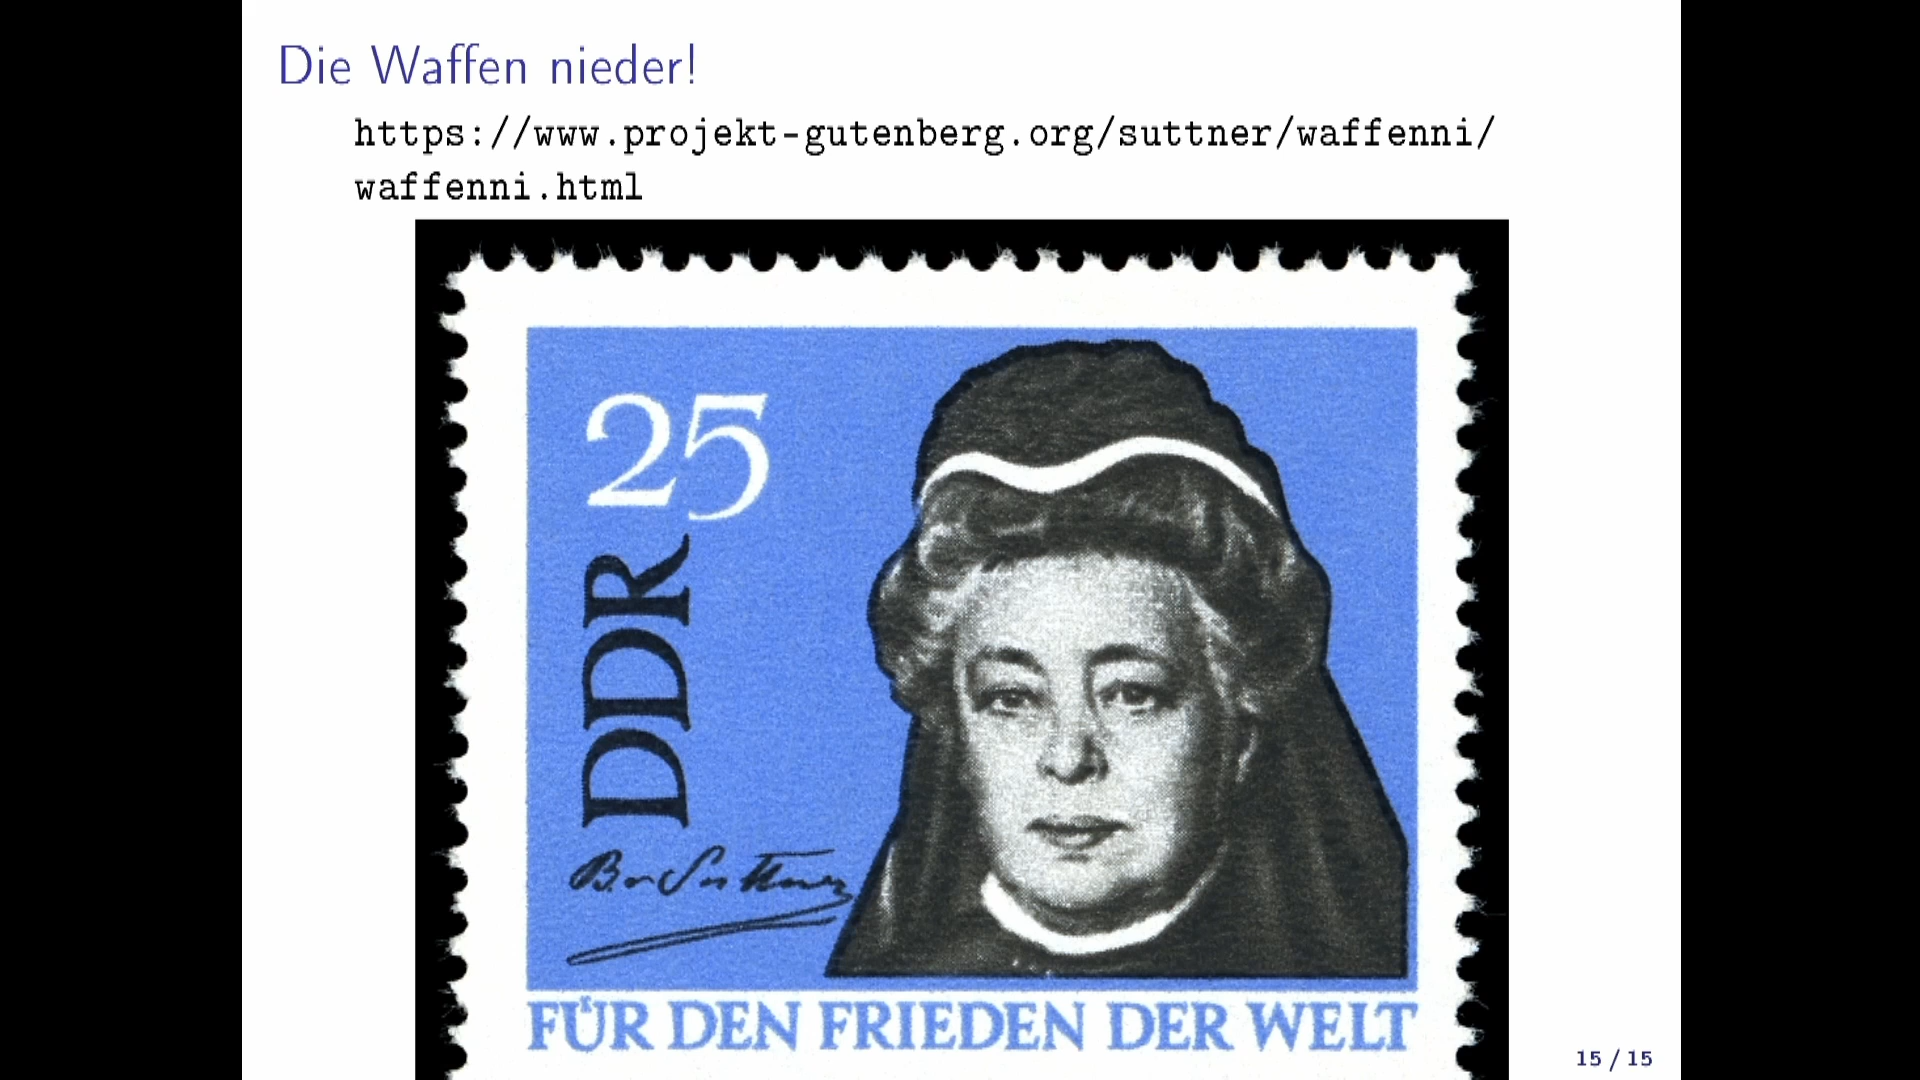 Die Waffen nieder!
https://www.projekt-gutenberg.org/suttner/waffenni/
waffenni.html
25
DDR
B. v. Suttner
FÜR DEN FRIEDEN DER WELT
15 / 15